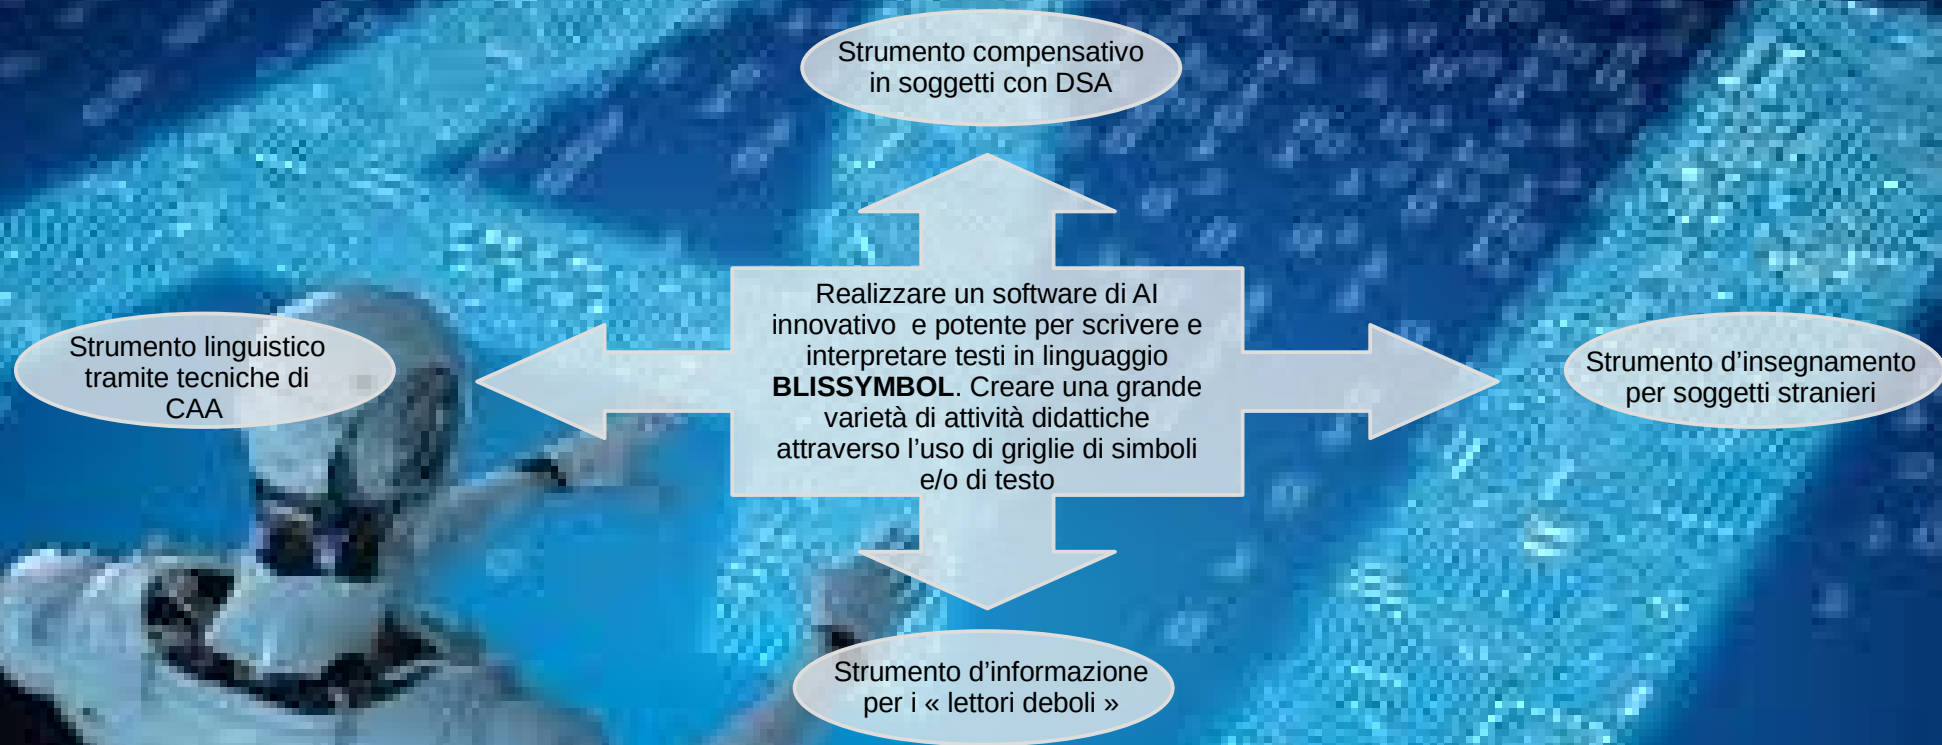 Strumento compensativo
in soggetti con DSA
Strumento linguistico
tramite tecniche di
CAA
Realizzare un software di AI
innovativo  e potente per scrivere e
interpretare testi in linguaggio
BLISSYMBOL. Creare una grande
varietà di attività didattiche
attraverso l’uso di griglie di simboli
e/o di testo
Strumento d’insegnamento
per soggetti stranieri
Strumento d’informazione
per i « lettori deboli »